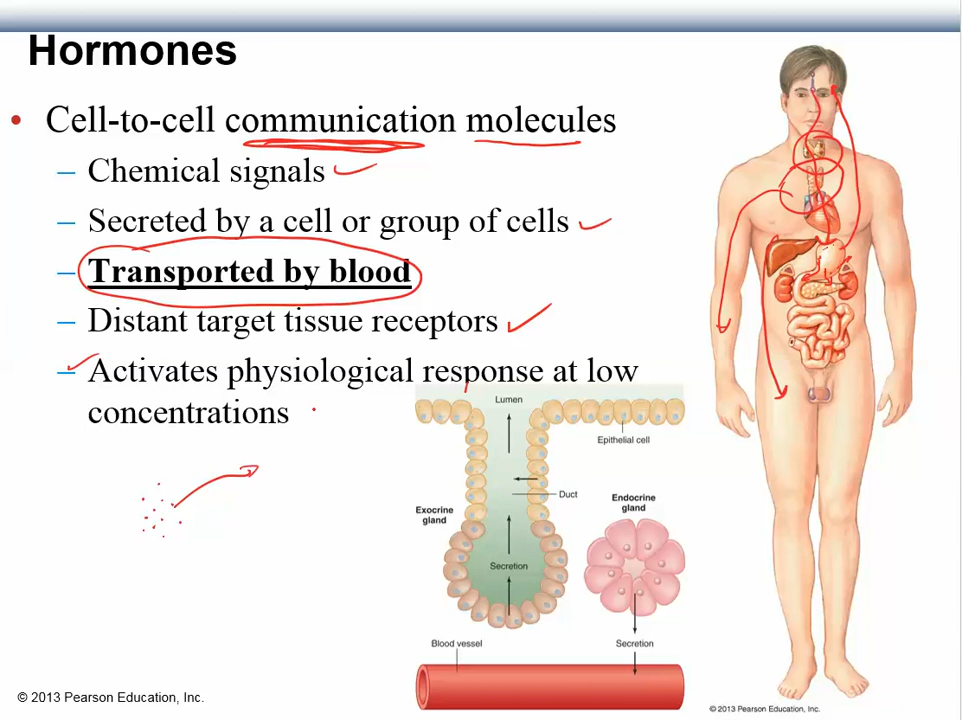 Hormones
• Cell-to-cell communication molecules
– Chemical signals
– Secreted by a cell or group of cells
– Transported by blood
– Distant target tissue receptors
– Activates physiological response at low
concentrations
Lumen
Epithelial cell
Duct
Exocrine
gland
Endocrine
gland
Secretion
Blood vessel
Secretion
© 2013 Pearson Education, Inc.
© 2013 Pearson Education, Inc.